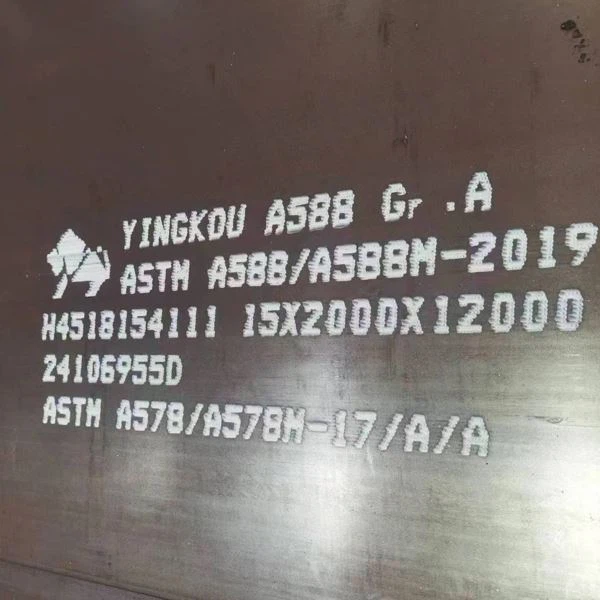 YINGKOU A588 Gr.A
ASTM A588/A588M-2019
H4518154111 15X2000X12000
24106955D
ASTM A578/A578M-17/A/A